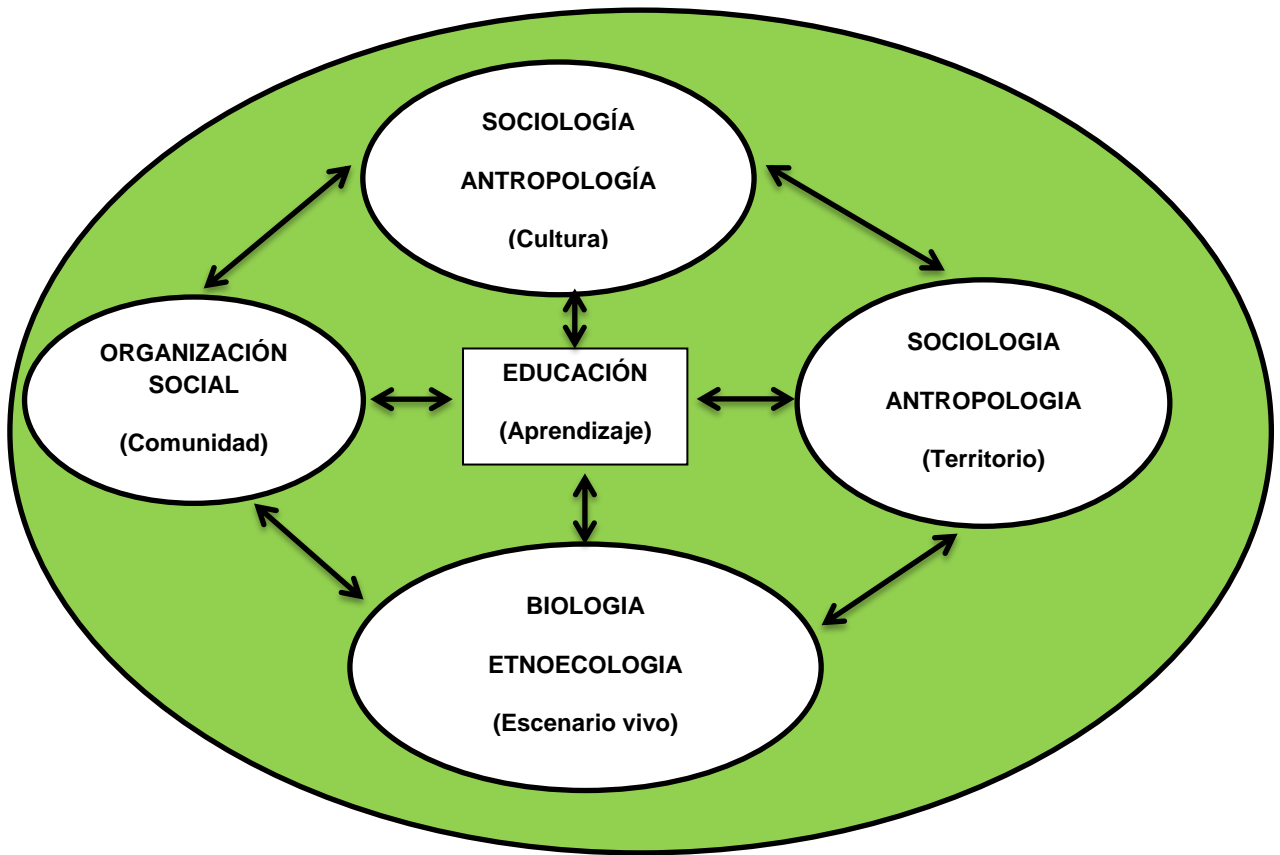 SOCIOLOGÍA
ANTROPOLOGÍA
(Cultura)
ORGANIZACIÓN
SOCIAL
(Comunidad)
EDUCACIÓN
(Aprendizaje)
SOCIOLOGIA
ANTROPOLOGIA
(Territorio)
BIOLOGIA
ETNOECOLOGIA
(Escenario vivo)